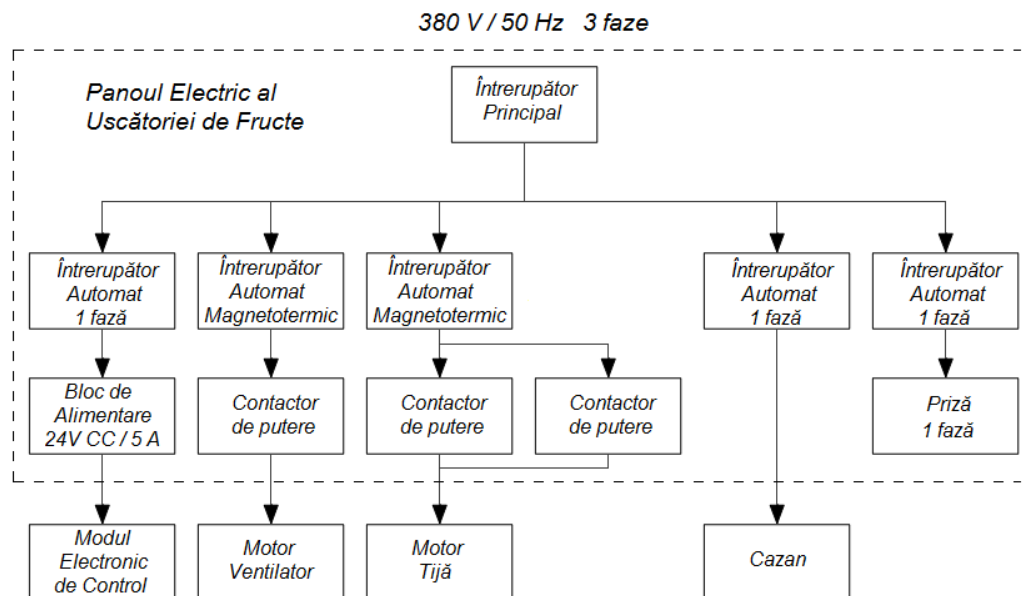 380 V / 50 Hz   3 faze
Panoul Electric al
Uscătoriei de Fructe
Întrerupător
Principal
Întrerupător
Automat
1 fază
Întrerupător
Automat
Magnetotermic
Întrerupător
Automat
Magnetotermic
Întrerupător
Automat
1 fază
Întrerupător
Automat
1 fază
Bloc de
Alimentare
24V CC / 5 A
Contactor
de putere
Contactor
de putere
Contactor
de putere
Priză
1 fază
Modul
Electronic
de Control
Motor
Ventilator
Motor
Tijă
Cazan